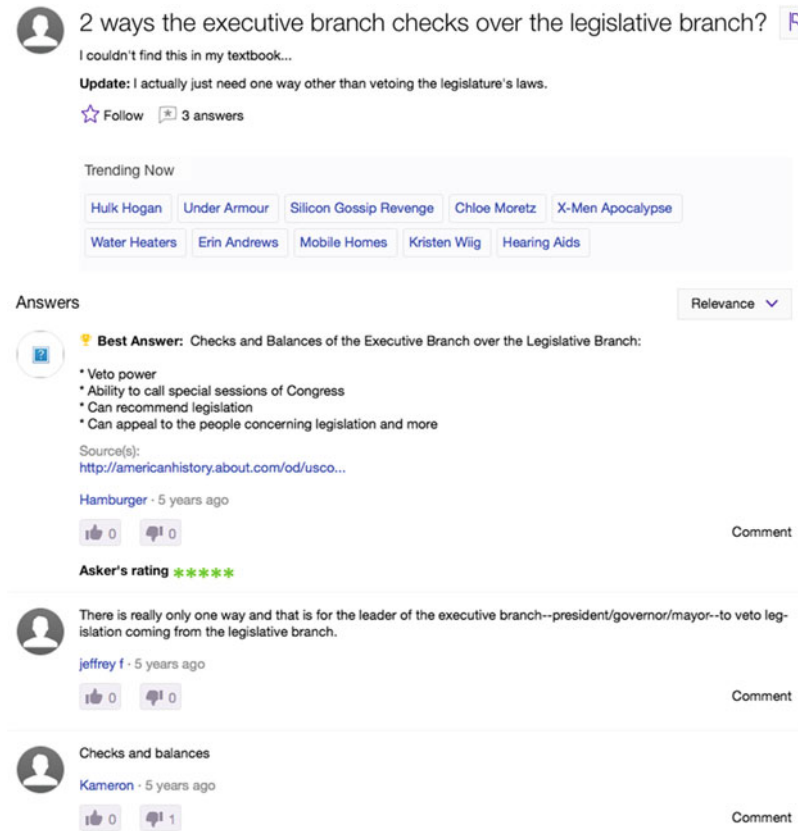 2 ways the executive branch checks over the legislative branch?
I couldn't find this in my textbook...
Update: I actually just need one way other than vetoing the legislature's laws.
Follow 3 answers
Trending Now
Hulk Hogan Under Armour Silicon Gossip Revenge Chloe Moretz X-Men Apocalypse
Water Heaters Erin Andrews Mobile Homes Kristen Wiig Hearing Aids
Answers
Relevance
Best Answer: Checks and Balances of the Executive Branch over the Legislative Branch:
* Veto power
* Ability to call special sessions of Congress
* Can recommend legislation
* Can appeal to the people concerning legislation and more
Source(s):
http://americanhistory.about.com/od/usco...
Hamburger · 5 years ago
0 0 Comment
Asker's rating *****
There is really only one way and that is for the leader of the executive branch--president/governor/mayor--to veto leg-
islation coming from the legislative branch.
jeffrey f · 5 years ago
0 0 Comment
Checks and balances
Kameron · 5 years ago
0 1 Comment